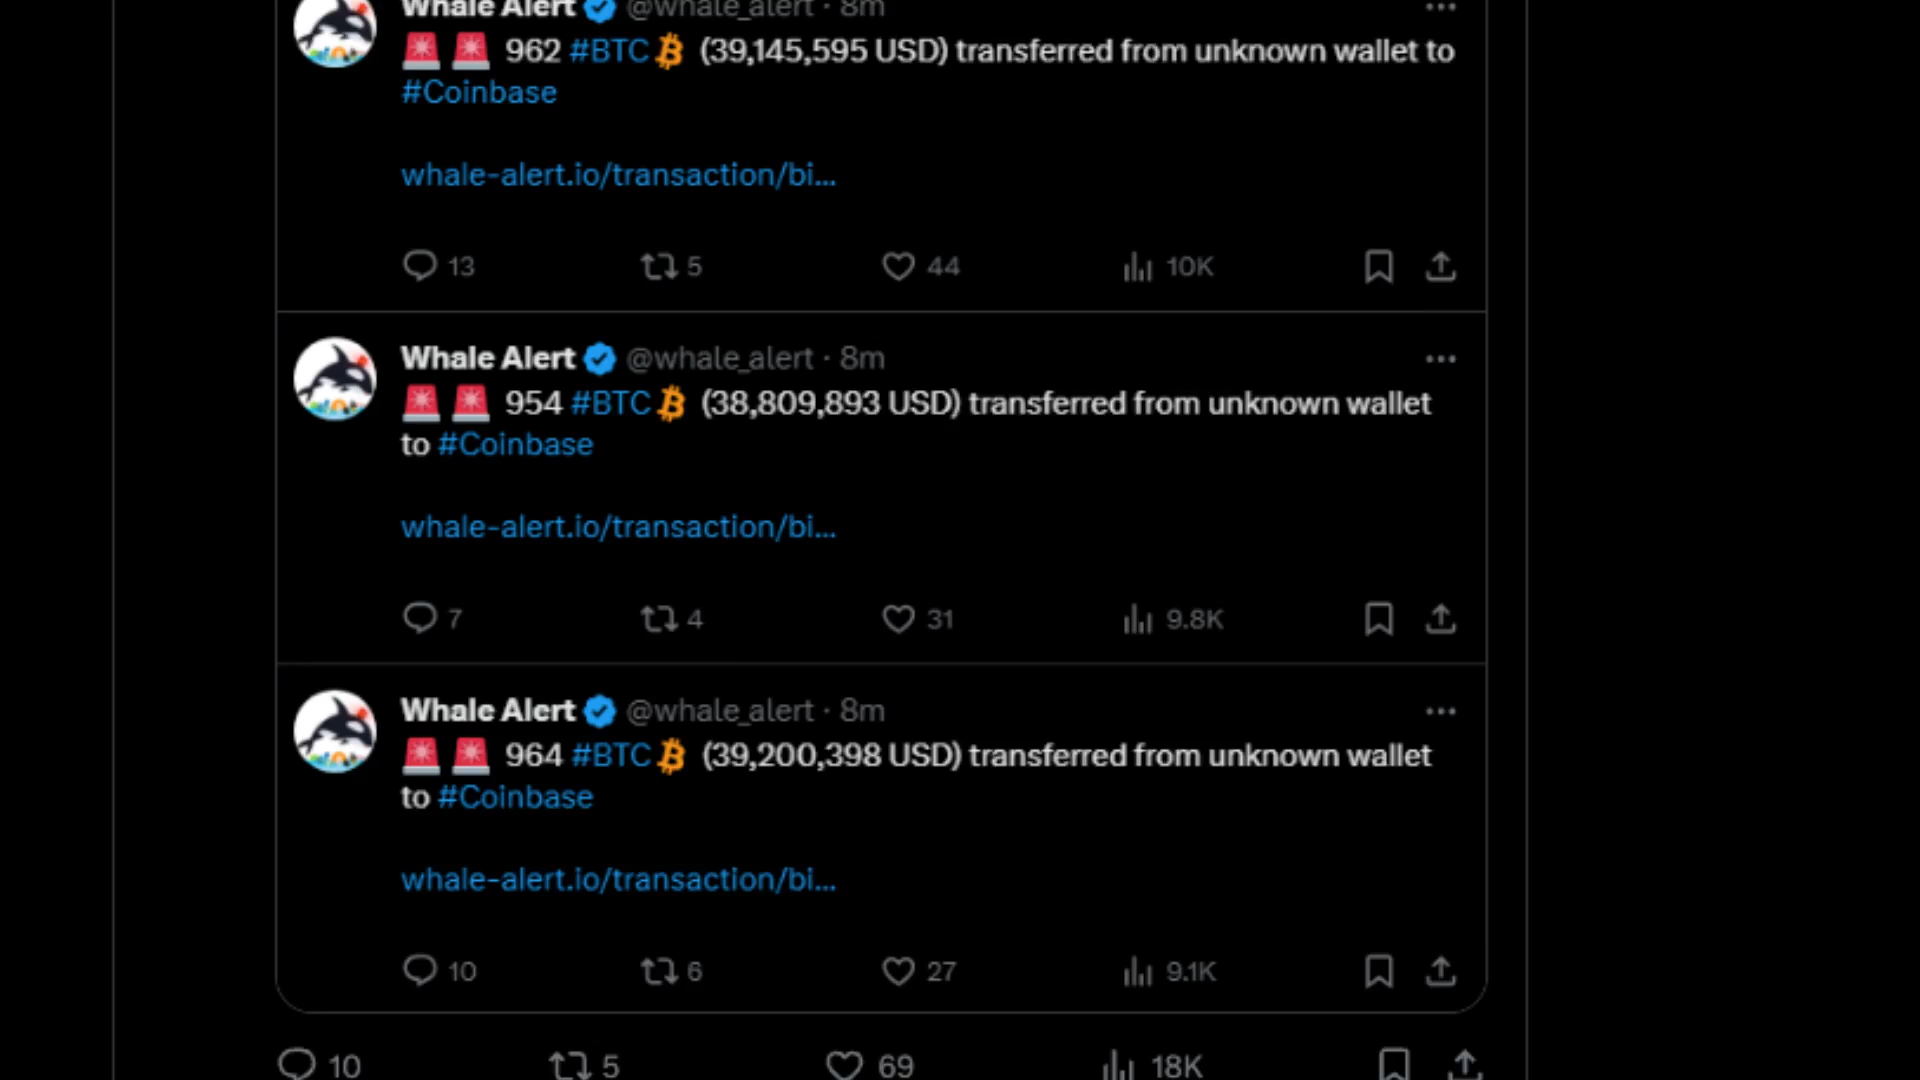 Whale Alert @whale_alert · 8m
🚨 🚨 962 #BTC (39,145,595 USD) transferred from unknown wallet to
#Coinbase
whale-alert.io/transaction/bi...
13 5 44 10K
Whale Alert @whale_alert · 8m
🚨 🚨 954 #BTC (38,809,893 USD) transferred from unknown wallet
to #Coinbase
whale-alert.io/transaction/bi...
7 4 31 9.8K
Whale Alert @whale_alert · 8m
🚨 🚨 964 #BTC (39,200,398 USD) transferred from unknown wallet
to #Coinbase
whale-alert.io/transaction/bi...
10 6 27 9.1K
10 5 69 18K